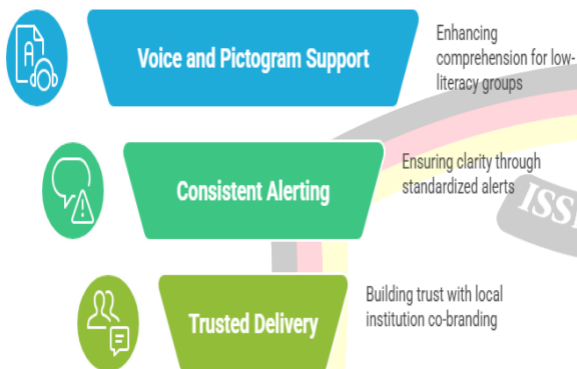 Voice and Pictogram Support
Enhancing
comprehension for low-
literacy groups
Consistent Alerting
Ensuring clarity through
standardized alerts
Trusted Delivery
Building trust with local
institution co-branding